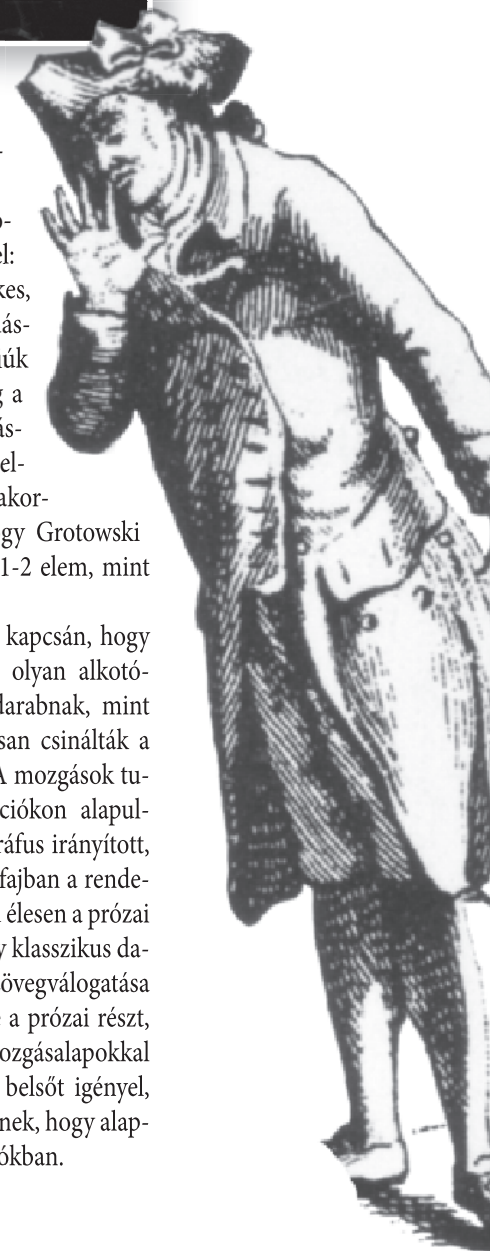 -
o-
el:
kes,
ás-
iúk
g a
ás-
el-
akor-
gy Grotowski
1-2 elem, mint
kapcsán, hogy
olyan alkotó-
darabnak, mint
san csinálták a
A mozgások tu-
ciókon alapul-
ráfus irányított,
fajban a rende-
élesen a prózai
y klasszikus da-
övegválogatása
a prózai részt,
ozgásalapokkal
belsőt igényel,
nek, hogy alap-
ókban.